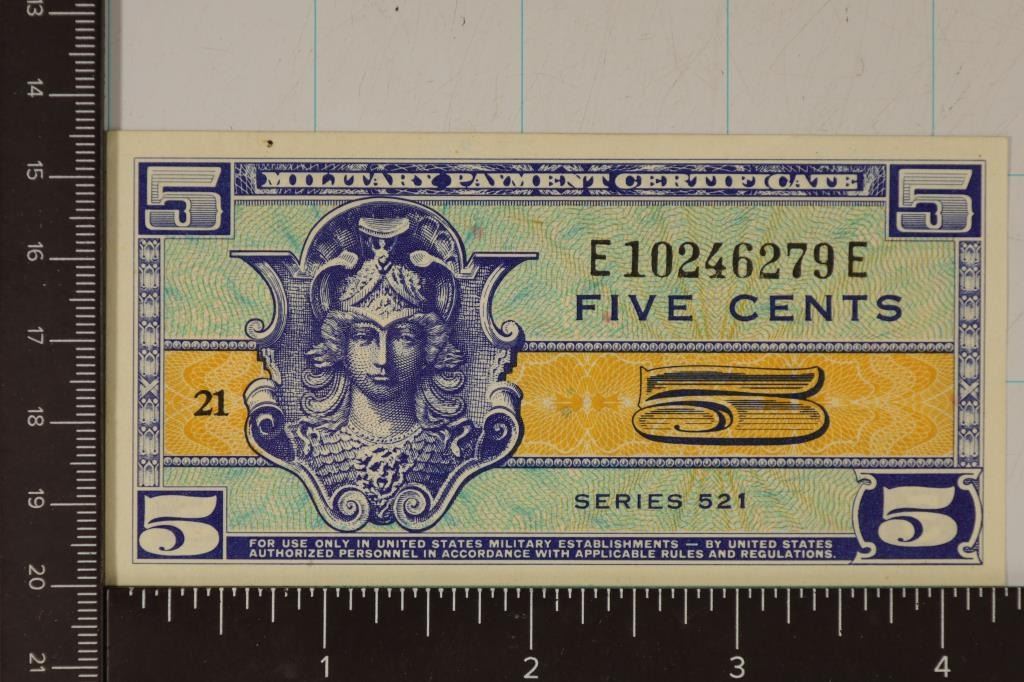 13
14
15
16
17
18
19
20
21
5 MILITARY PAYMENT CERTIFICATE 5
E10246279E
FIVE CENTS
21 5
SERIES 521
5 5
FOR USE ONLY IN UNITED STATES MILITARY ESTABLISHMENTS — BY UNITED STATES
AUTHORIZED PERSONNEL IN ACCORDANCE WITH APPLICABLE RULES AND REGULATIONS.
1 2 3 4